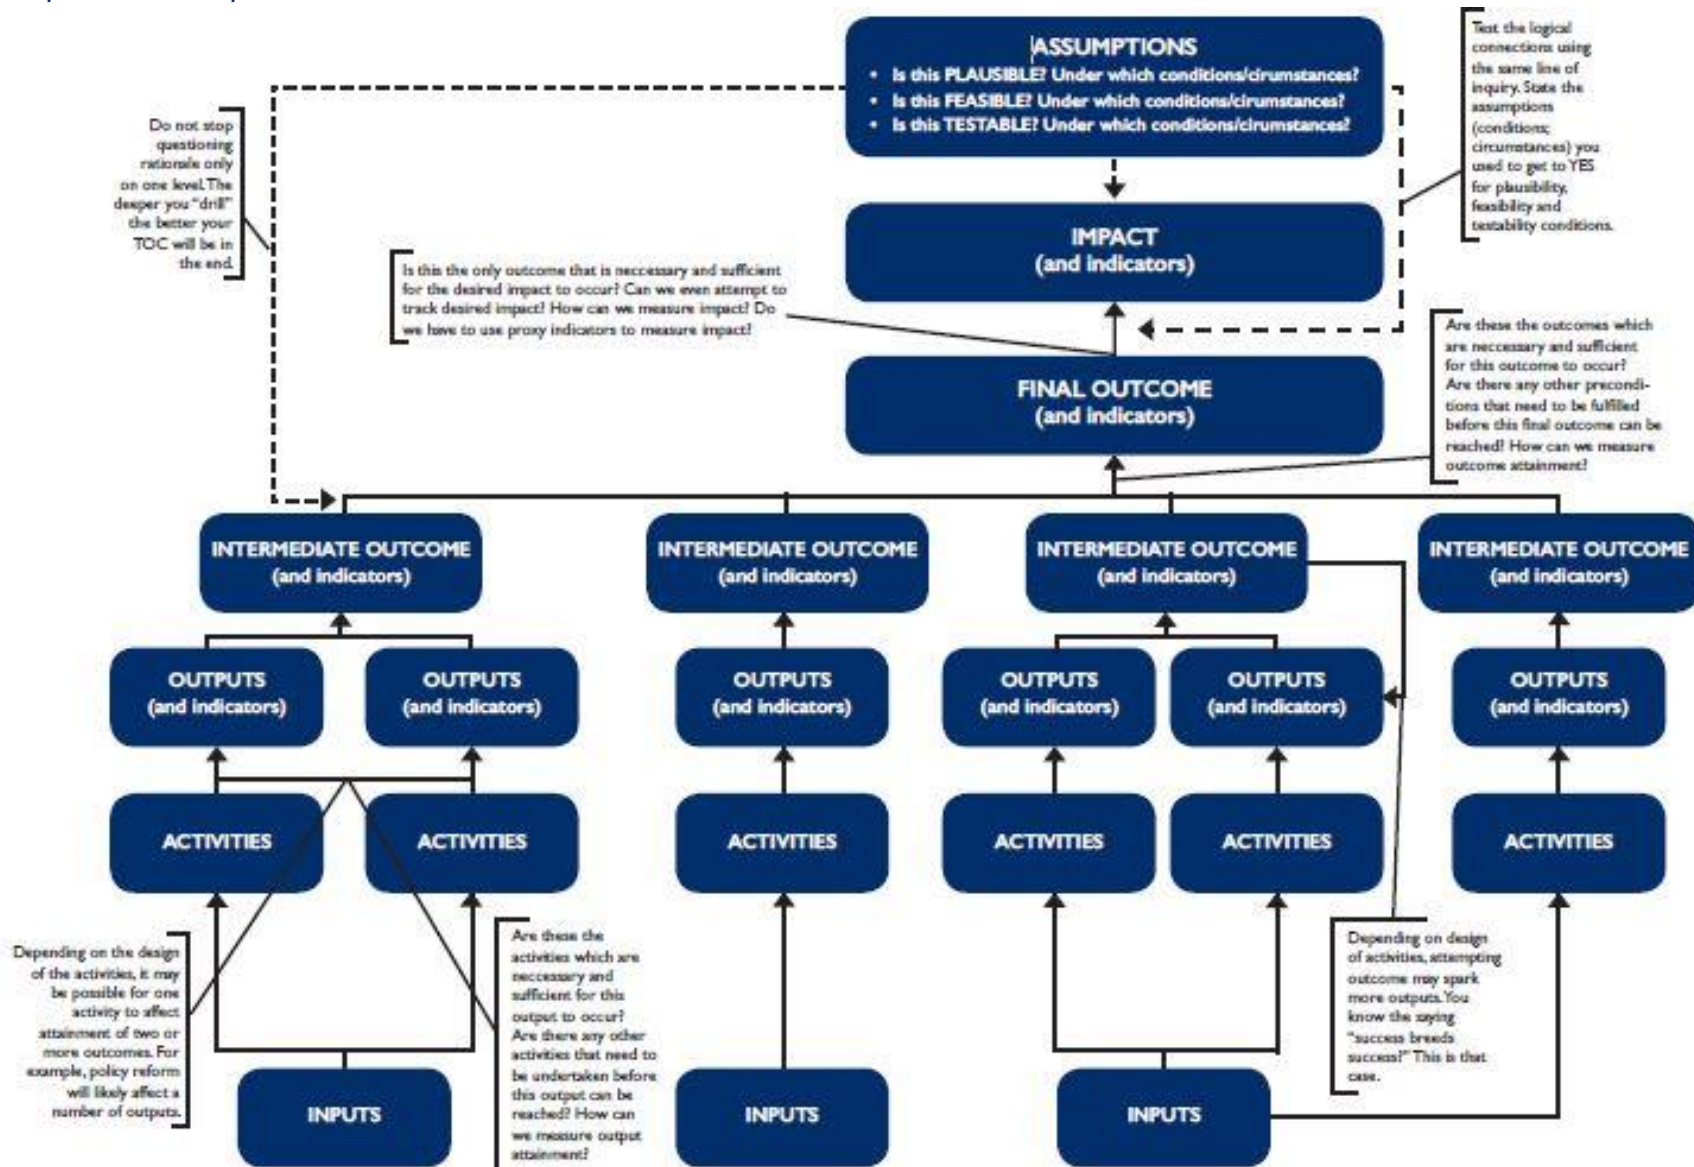 ASSUMPTIONS
• Is this PLAUSIBLE? Under which conditions/cirumstances?
• Is this FEASIBLE? Under which conditions/cirumstances?
• Is this TESTABLE? Under which conditions/cirumstances?
Test the logical
connections using
the same line of
inquiry. State the
assumptions
(conditions;
circumstances) you
used to get to YES
for plausibility,
feasibility and
testability conditions.
Do not stop
questioning
rationale only
on one level. The
deeper you "drill"
the better your
TOC will be in
the end.
IMPACT
(and indicators)
Is this the only outcome that is neccessary and sufficient
for the desired impact to occur? Can we even attempt to
track desired impact? How can we measure impact? Do
we have to use proxy indicators to measure impact?
FINAL OUTCOME
(and indicators)
Are these the outcomes which
are neccessary and sufficient
for this outcome to occur?
Are there any other precondi-
tions that need to be fulfilled
before this final outcome can be
reached? How can we measure
outcome attainment?
INTERMEDIATE OUTCOME
(and indicators)
INTERMEDIATE OUTCOME
(and indicators)
INTERMEDIATE OUTCOME
(and indicators)
INTERMEDIATE OUTCOME
(and indicators)
OUTPUTS
(and indicators)
OUTPUTS
(and indicators)
OUTPUTS
(and indicators)
OUTPUTS
(and indicators)
OUTPUTS
(and indicators)
OUTPUTS
(and indicators)
ACTIVITIES
ACTIVITIES
ACTIVITIES
ACTIVITIES
ACTIVITIES
ACTIVITIES
Depending on the design
of the activities, it may
be possible for one
activity to affect
attainment of two or
more outcomes. For
example, policy reform
will likely affect a
number of outputs.
Are these the
activities which are
neccessary and
sufficient for this
output to occur?
Are there any other
activities that need to
be undertaken before
this output can be
reached? How can
we measure output
attainment?
Depending on design
of activities, attempting
outcome may spark
more outputs. You
know the saying
"success breeds
success?" This is that
case.
INPUTS
INPUTS
INPUTS